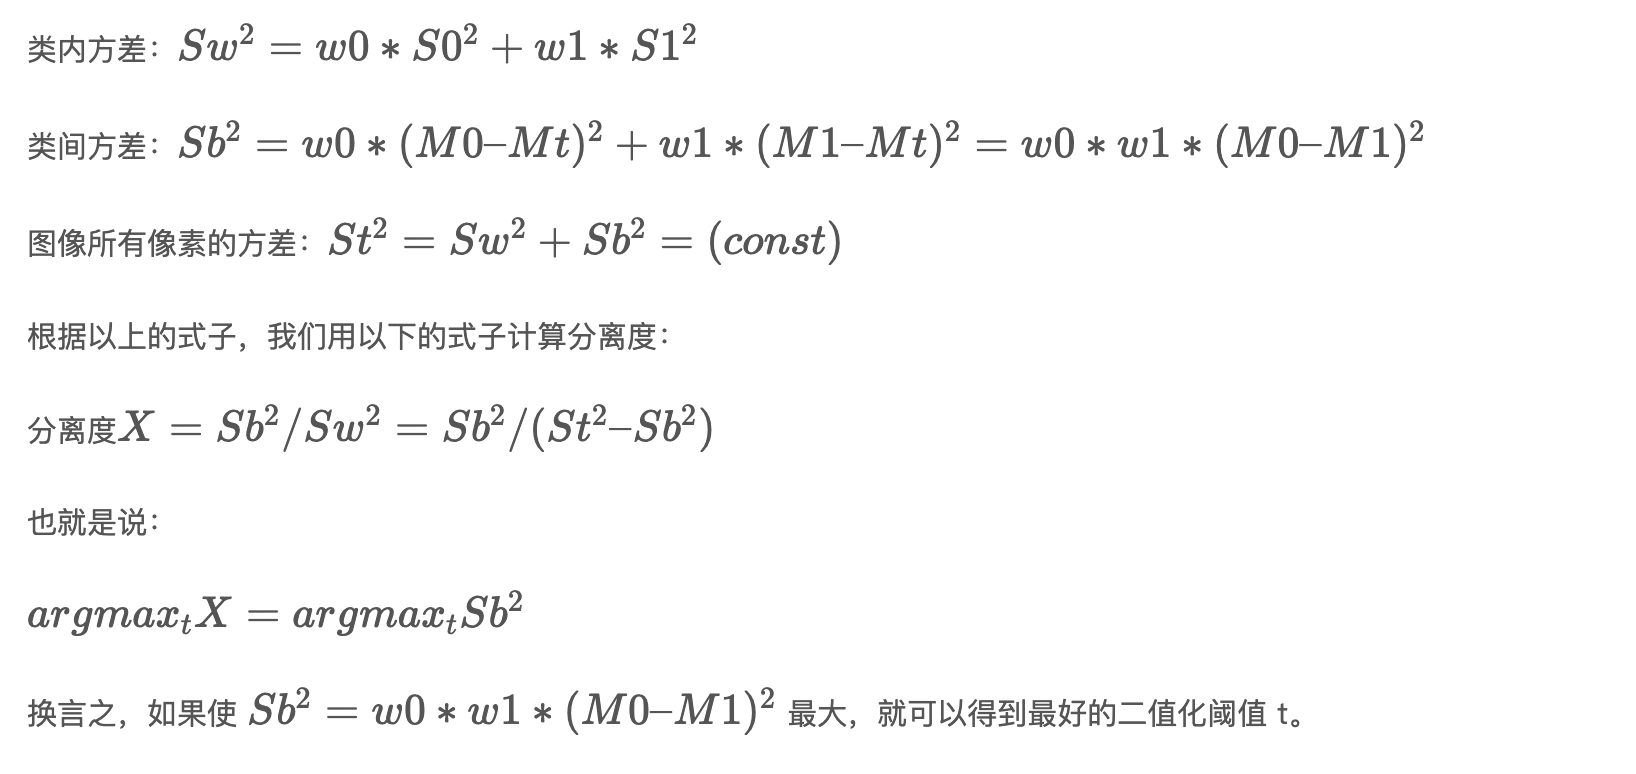 类内方差：$Sw^2 = w0 * S0^2 + w1 * S1^2$
类间方差：$Sb^2 = w0 * (M0–Mt)^2 + w1 * (M1–Mt)^2 = w0 * w1 * (M0–M1)^2$
图像所有像素的方差：$St^2 = Sw^2 + Sb^2 = (const)$
根据以上的式子，我们用以下的式子计算分离度：
分离度$X = Sb^2/Sw^2 = Sb^2/(St^2–Sb^2)$
也就是说：
$argmax_tX = argmax_tSb^2$
换言之，如果使 $Sb^2 = w0 * w1 * (M0–M1)^2$ 最大，就可以得到最好的二值化阈值 t。